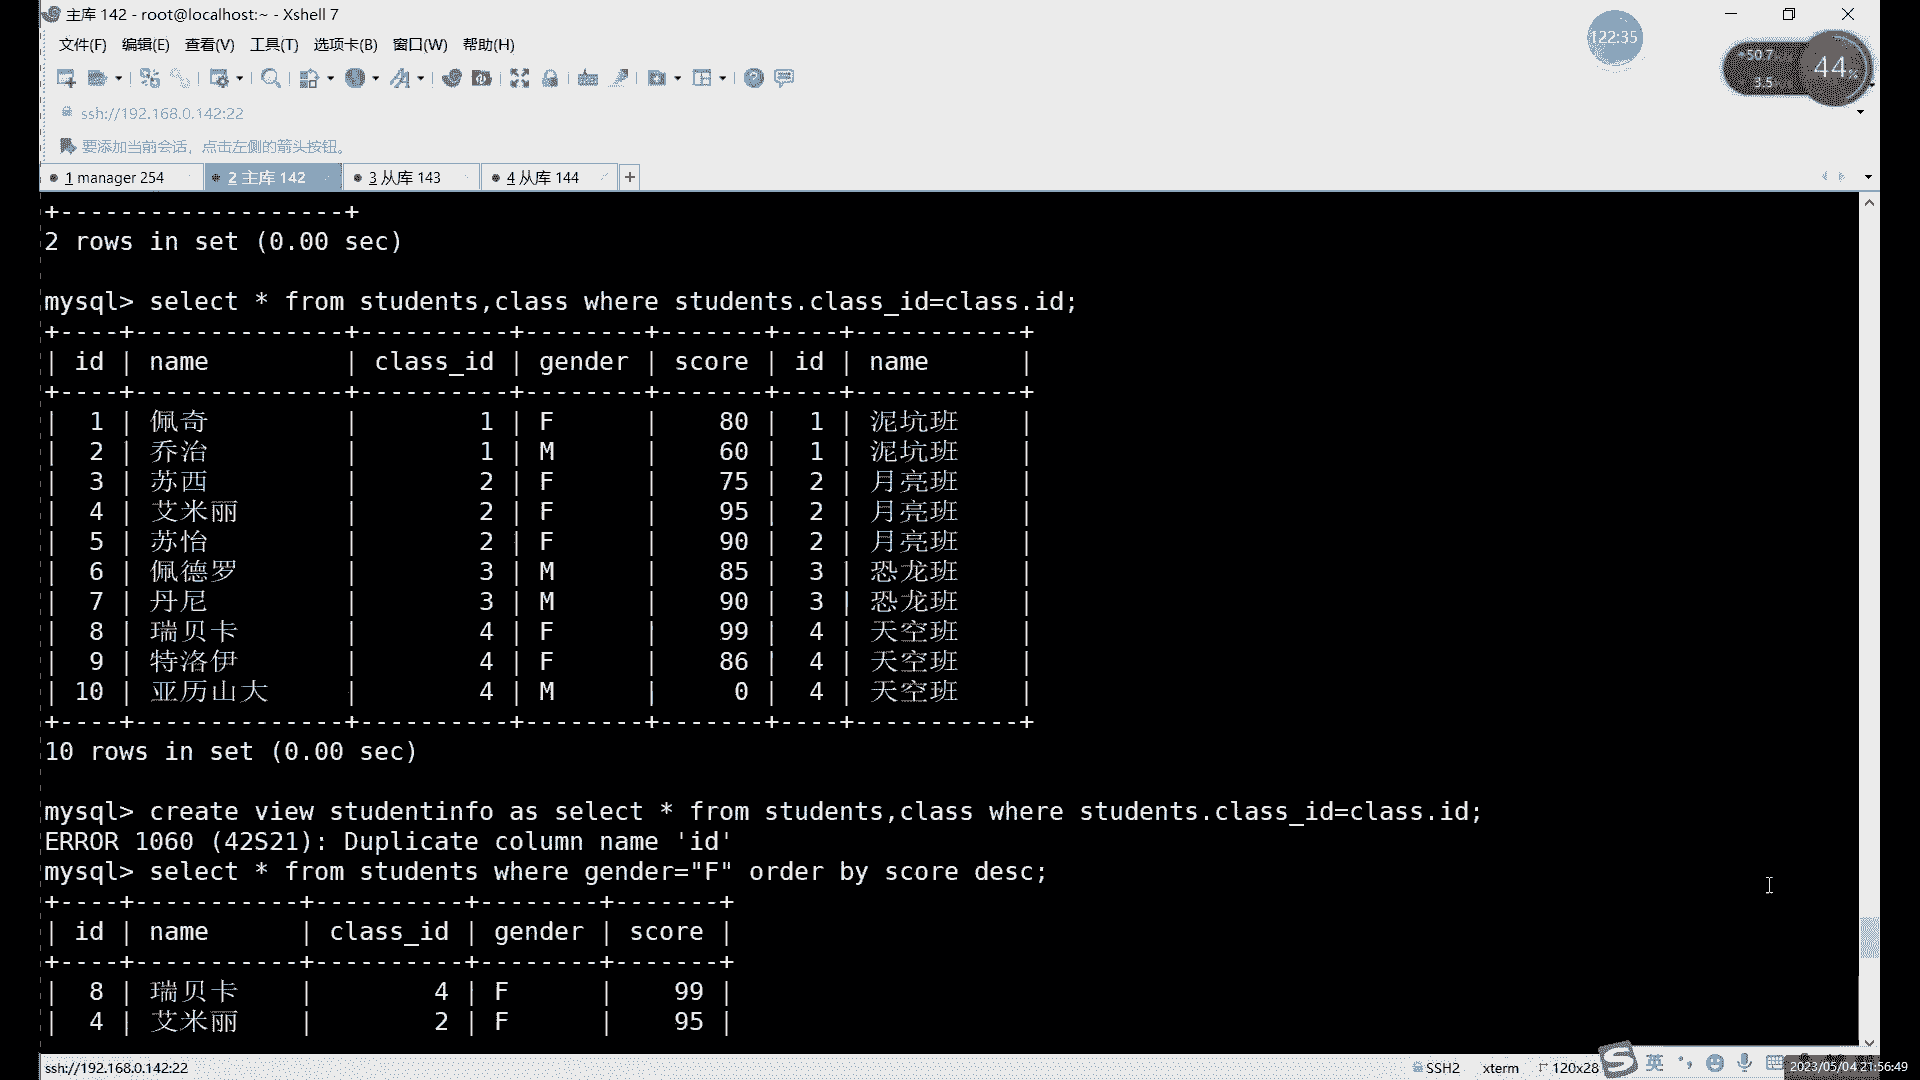 主库 142 - root@localhost:~ - Xshell 7
文件(F) 编辑(E) 查看(V) 工具(T) 选项卡(B) 窗口(W) 帮助(H)
122:35
50.7
3.5
44%
ssh://192.168.0.142:22
要添加当前会话，点击左侧的箭头按钮。
1 manager 254 2 主库 142 3 从库 143 4 从库 144 +
+-------------------+
2 rows in set (0.00 sec)
mysql> select * from students,class where students.class_id=class.id;
+----+--------------+----------+--------+-------+----+-----------+
| id | name | class_id | gender | score | id | name |
+----+--------------+----------+--------+-------+----+-----------+
| 1 | 佩奇 | 1 | F | 80 | 1 | 泥坑班 |
| 2 | 乔治 | 1 | M | 60 | 1 | 泥坑班 |
| 3 | 苏西 | 2 | F | 75 | 2 | 月亮班 |
| 4 | 艾米丽 | 2 | F | 95 | 2 | 月亮班 |
| 5 | 苏怡 | 2 | F | 90 | 2 | 月亮班 |
| 6 | 佩德罗 | 3 | M | 85 | 3 | 恐龙班 |
| 7 | 丹尼 | 3 | M | 90 | 3 | 恐龙班 |
| 8 | 瑞贝卡 | 4 | F | 99 | 4 | 天空班 |
| 9 | 特洛伊 | 4 | F | 86 | 4 | 天空班 |
| 10 | 亚历山大 | 4 | M | 0 | 4 | 天空班 |
+----+--------------+----------+--------+-------+----+-----------+
10 rows in set (0.00 sec)
mysql> create view studentinfo as select * from students,class where students.class_id=class.id;
ERROR 1060 (42S21): Duplicate column name 'id'
mysql> select * from students where gender="F" order by score desc;
+----+-----------+----------+--------+-------+
| id | name | class_id | gender | score |
+----+-----------+----------+--------+-------+
| 8 | 瑞贝卡 | 4 | F | 99 |
| 4 | 艾米丽 | 2 | F | 95 |
ssh://192.168.0.142:22 SSH2 xterm 120x28 英 2023/05/04 21:56:49